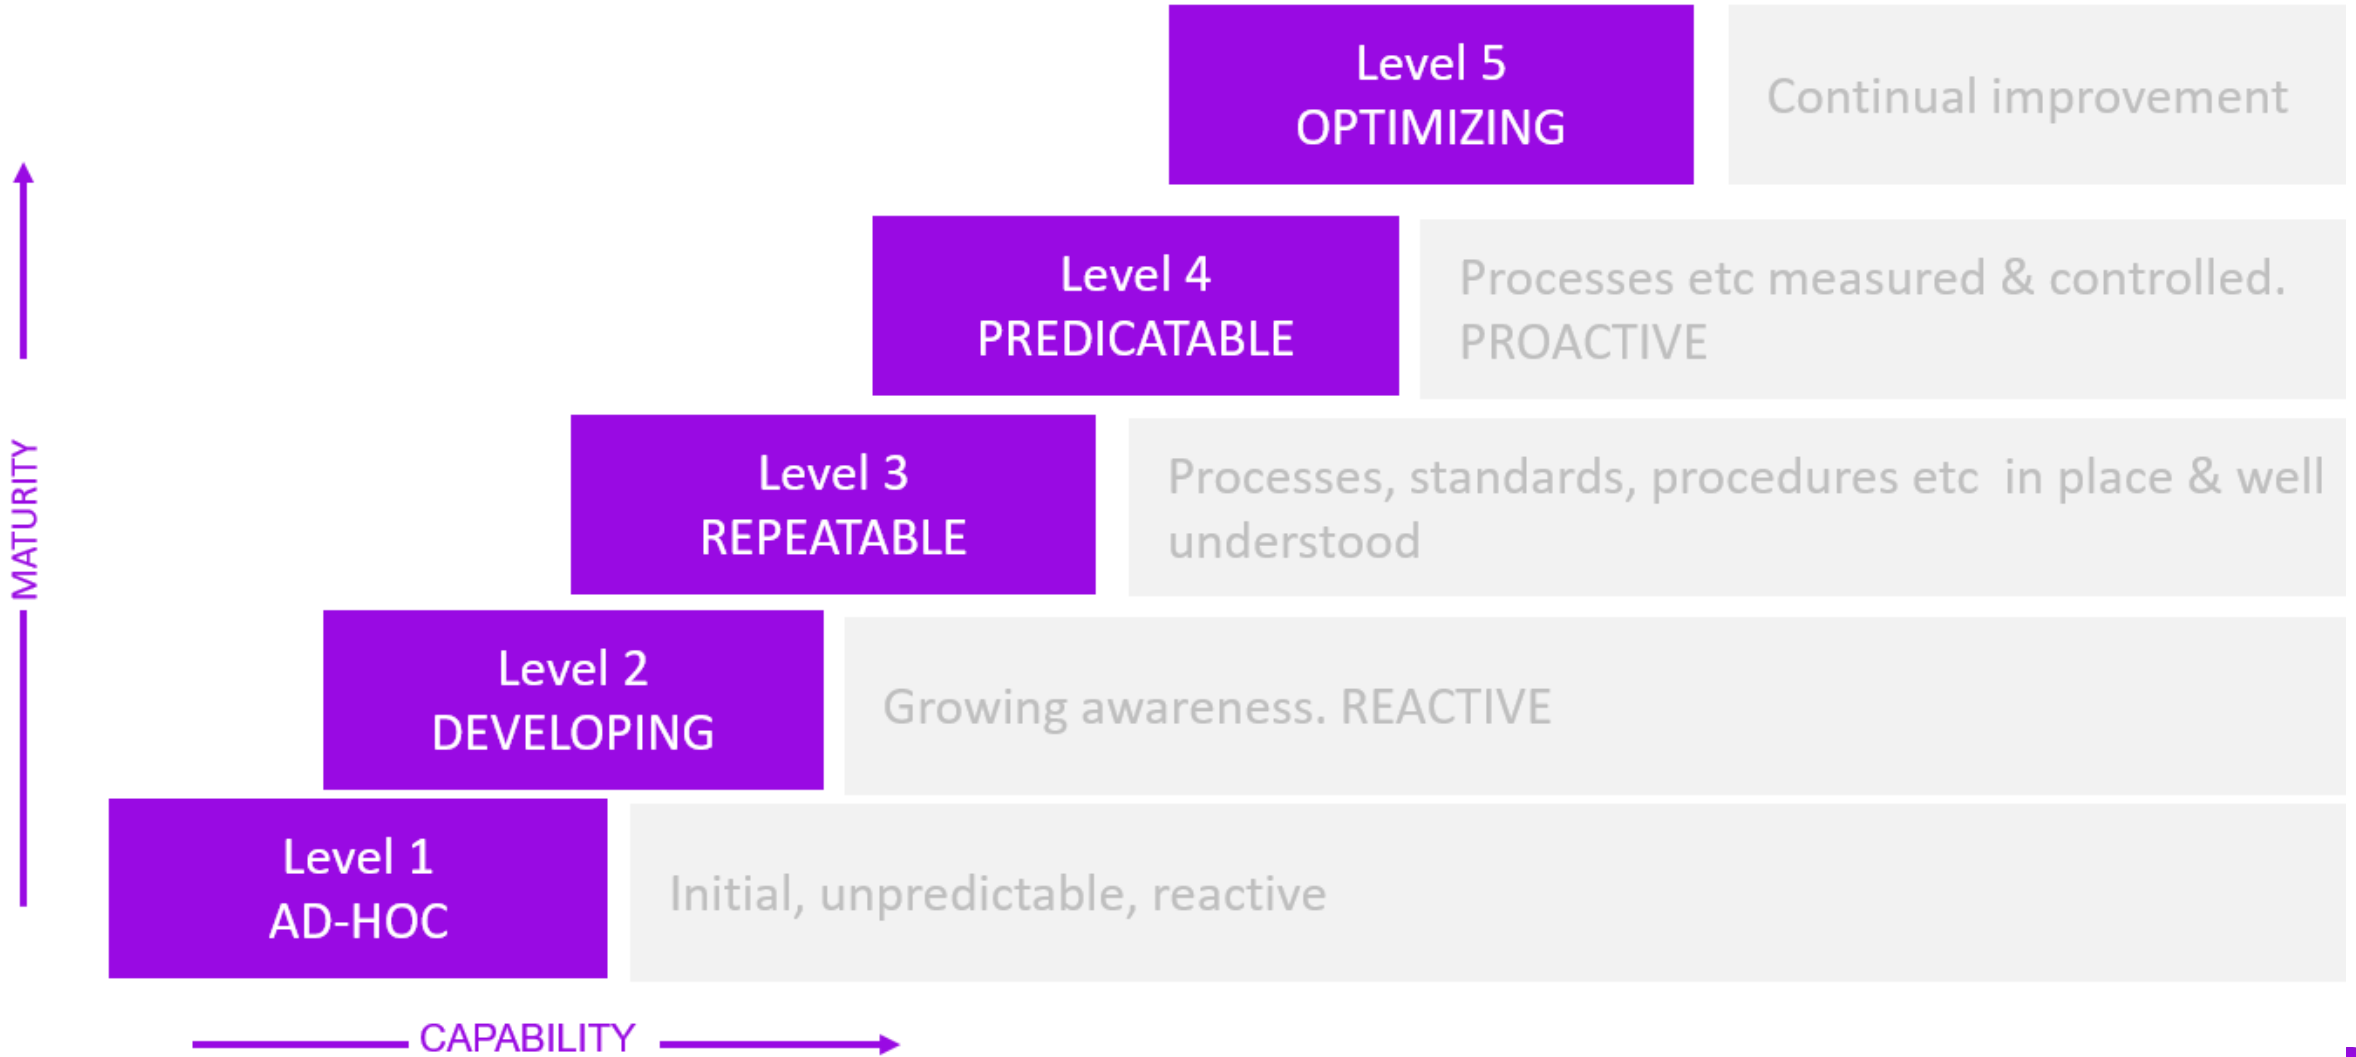 Level 5
OPTIMIZING
Continual improvement
Level 4
PREDICATABLE
Processes etc measured & controlled.
PROACTIVE
Level 3
REPEATABLE
Processes, standards, procedures etc  in place & well
understood
Level 2
DEVELOPING
Growing awareness. REACTIVE
Level 1
AD-HOC
Initial, unpredictable, reactive
MATURITY
CAPABILITY